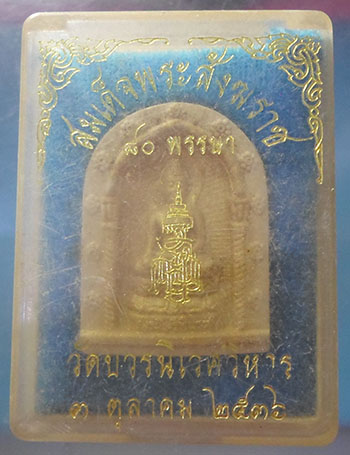 สมเด็จพระสังฆราช
๘๐ พรรษา
วัดบวรนิเวศวิหาร
๓ ตุลาคม ๒๕๓๖